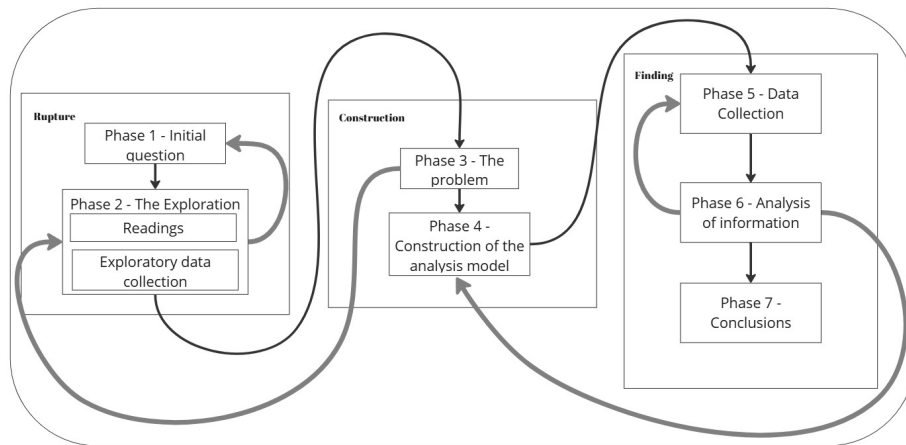 Rupture
Phase 1 - Initial
question
Phase 2 - The Exploration
Readings
Exploratory data
collection
Construction
Phase 3 - The
problem
Phase 4 -
Construction of the
analysis model
Finding
Phase 5 - Data
Collection
Phase 6 - Analysis
of information
Phase 7 -
Conclusions